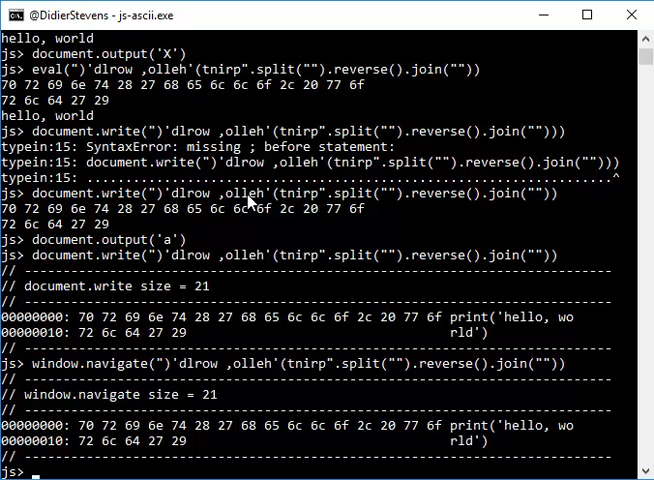 @DidierStevens - js-ascii.exe
hello, world
js> document.output('X')
js> eval(")'dlrow ,olleh'(tnirp".split("").reverse().join(""))
70 72 69 6e 74 28 27 68 65 6c 6c 6f 2c 20 77 6f
72 6c 64 27 29
hello, world
js> document.write(")'dlrow ,olleh'(tnirp".split("").reverse().join("")))
typein:15: SyntaxError: missing ; before statement:
typein:15: document.write(")'dlrow ,olleh'(tnirp".split("").reverse().join("")))
typein:15: ........................................................................^
js> document.write(")'dlrow ,olleh'(tnirp".split("").reverse().join(""))
70 72 69 6e 74 28 27 68 65 6c 6c 6f 2c 20 77 6f
72 6c 64 27 29
js> document.output('a')
js> document.write(")'dlrow ,olleh'(tnirp".split("").reverse().join(""))
// ----------------------------------------------------------------------------
// document.write size = 21
// ----------------------------------------------------------------------------
00000000: 70 72 69 6e 74 28 27 68 65 6c 6c 6f 2c 20 77 6f print('hello, wo
00000010: 72 6c 64 27 29 rld')
// ----------------------------------------------------------------------------
js> window.navigate(")'dlrow ,olleh'(tnirp".split("").reverse().join(""))
// ----------------------------------------------------------------------------
// window.navigate size = 21
// ----------------------------------------------------------------------------
00000000: 70 72 69 6e 74 28 27 68 65 6c 6c 6f 2c 20 77 6f print('hello, wo
00000010: 72 6c 64 27 29 rld')
// ----------------------------------------------------------------------------
js>